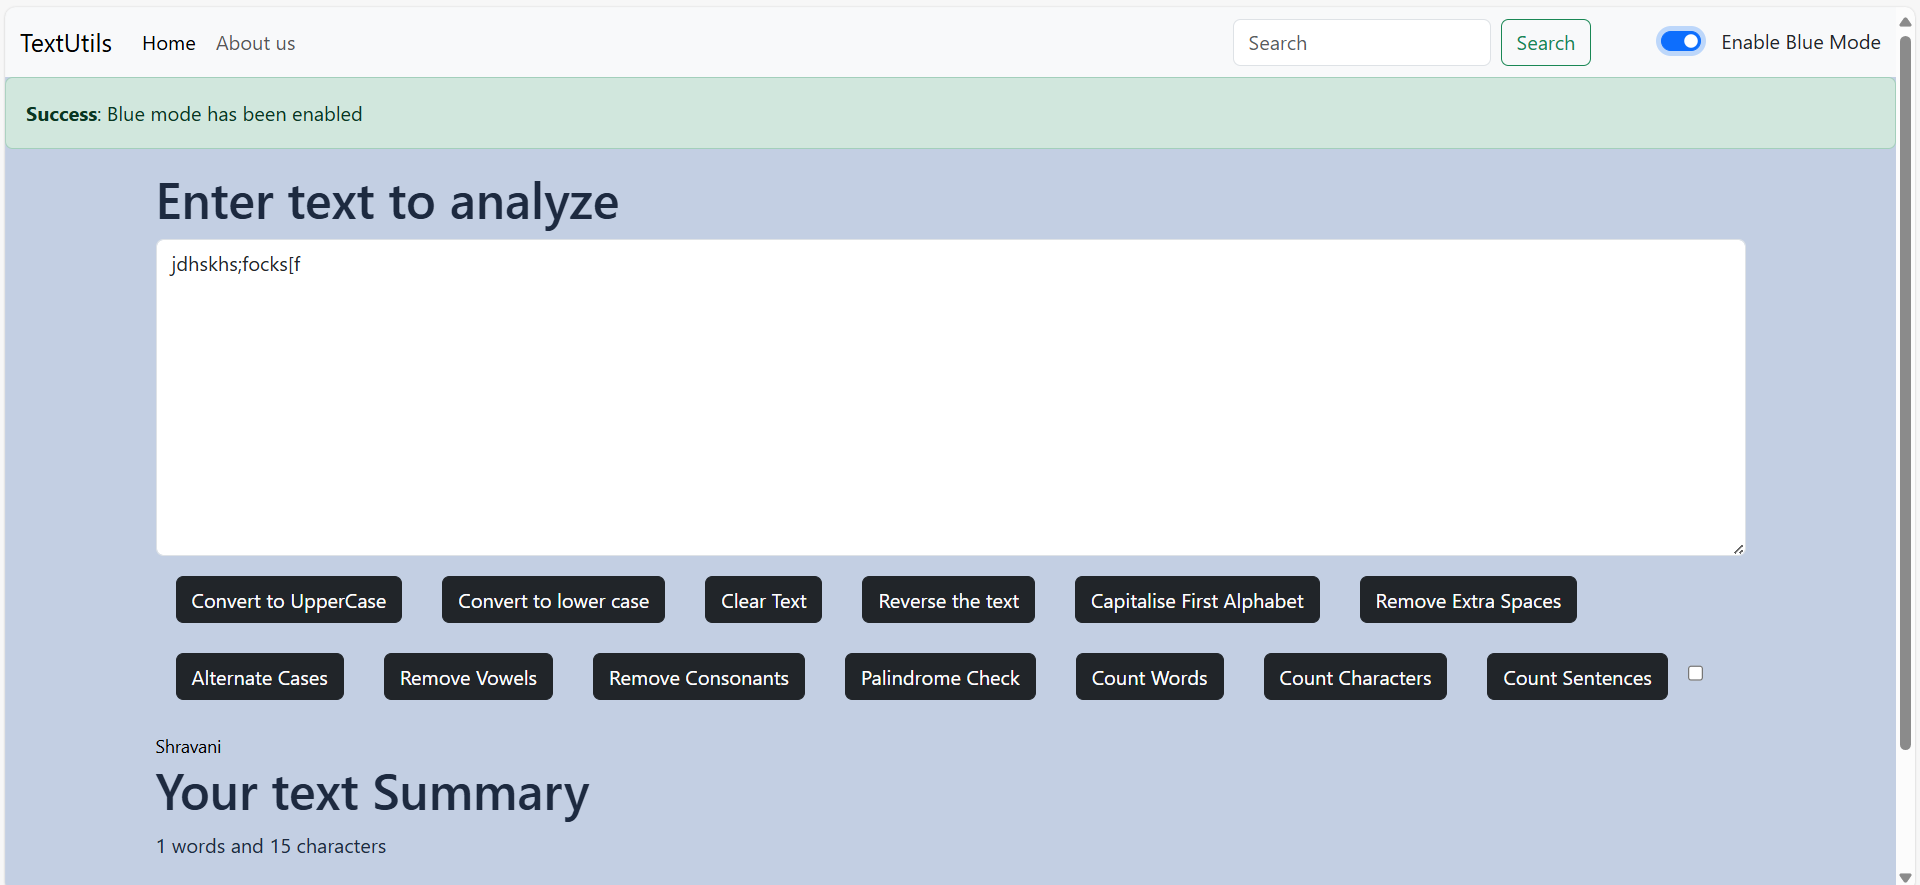 TextUtils Home About us Search Search Enable Blue Mode
Success: Blue mode has been enabled
Enter text to analyze
jdhskhs;focks[f
Convert to UpperCase Convert to lower case Clear Text Reverse the text Capitalise First Alphabet Remove Extra Spaces
Alternate Cases Remove Vowels Remove Consonants Palindrome Check Count Words Count Characters Count Sentences
Shravani
Your text Summary
1 words and 15 characters